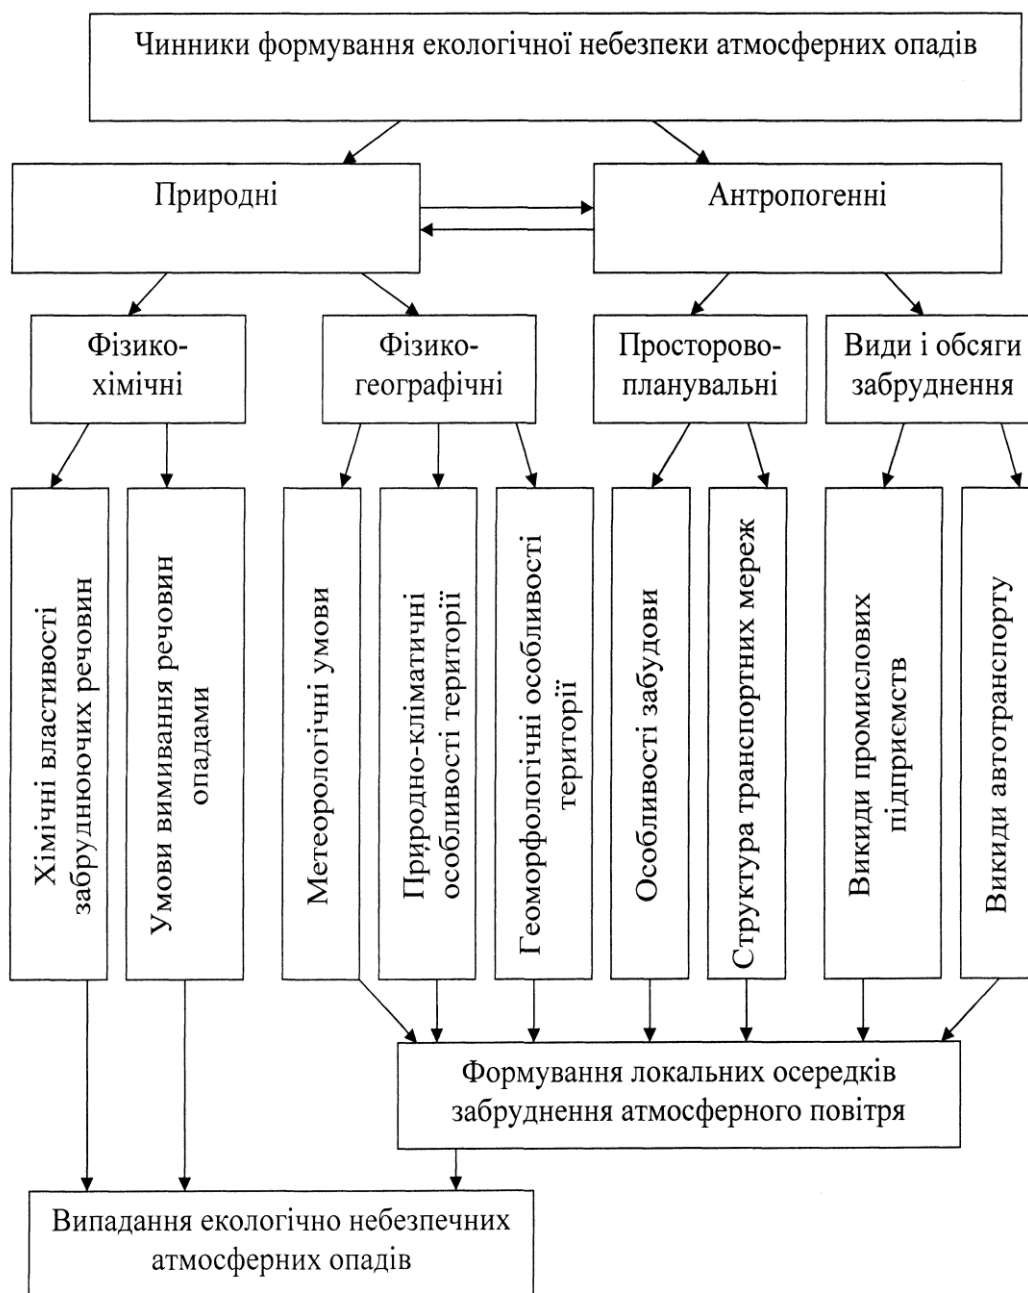 Чинники формування екологічної небезпеки атмосферних опадів
Природні
Антропогенні
Фізико-
хімічні
Фізико-
географічні
Просторово-
планувальні
Види і обсяги
забруднення
Хімічні властивості
забруднюючих речовин
Умови вимивання речовин
опадами
Метеорологічні умови
Природно-кліматичні
особливості території
Геоморфологічні особливості
території
Особливості забудови
Структура транспортних мереж
Викиди промислових
підприємств
Викиди автотранспорту
Формування локальних осередків
забруднення атмосферного повітря
Випадання екологічно небезпечних
атмосферних опадів